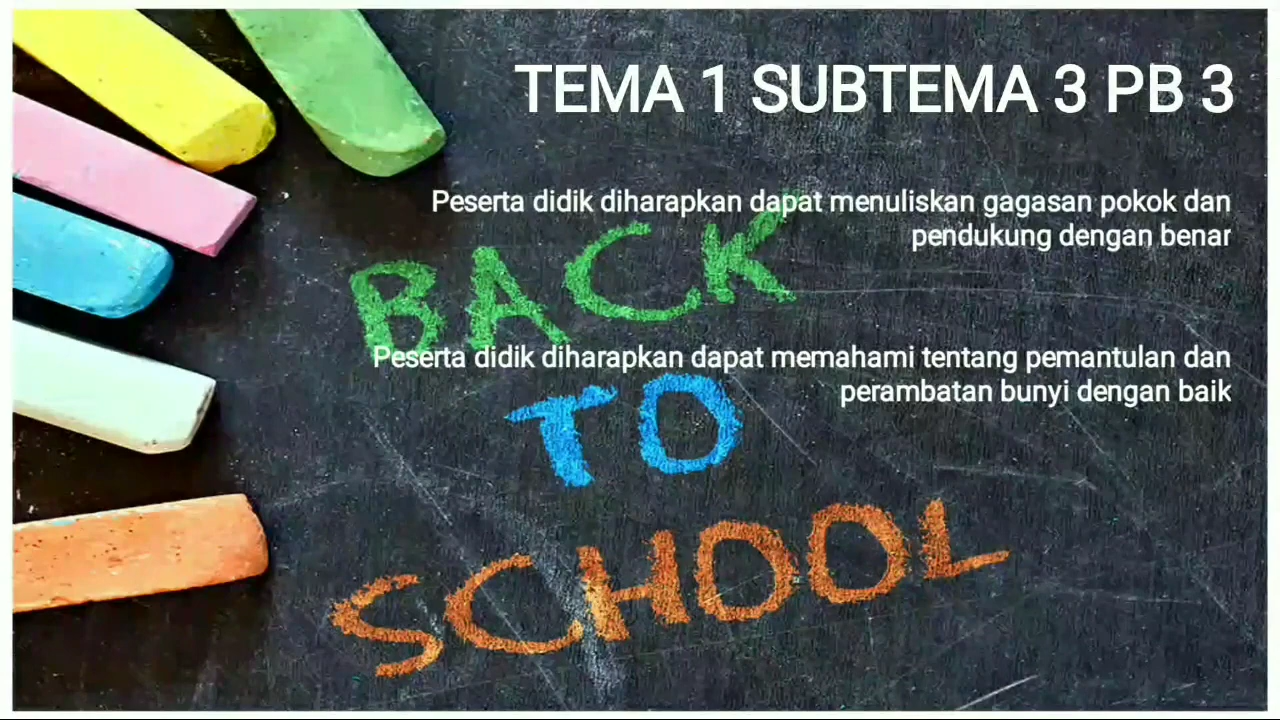 TEMA 1 SUBTEMA 3 PB 3
Peserta didik diharapkan dapat menuliskan gagasan pokok dan
pendukung dengan benar
BACK
Peserta didik diharapkan dapat memahami tentang pemantulan dan
perambatan bunyi dengan baik
TO
SCHOOL